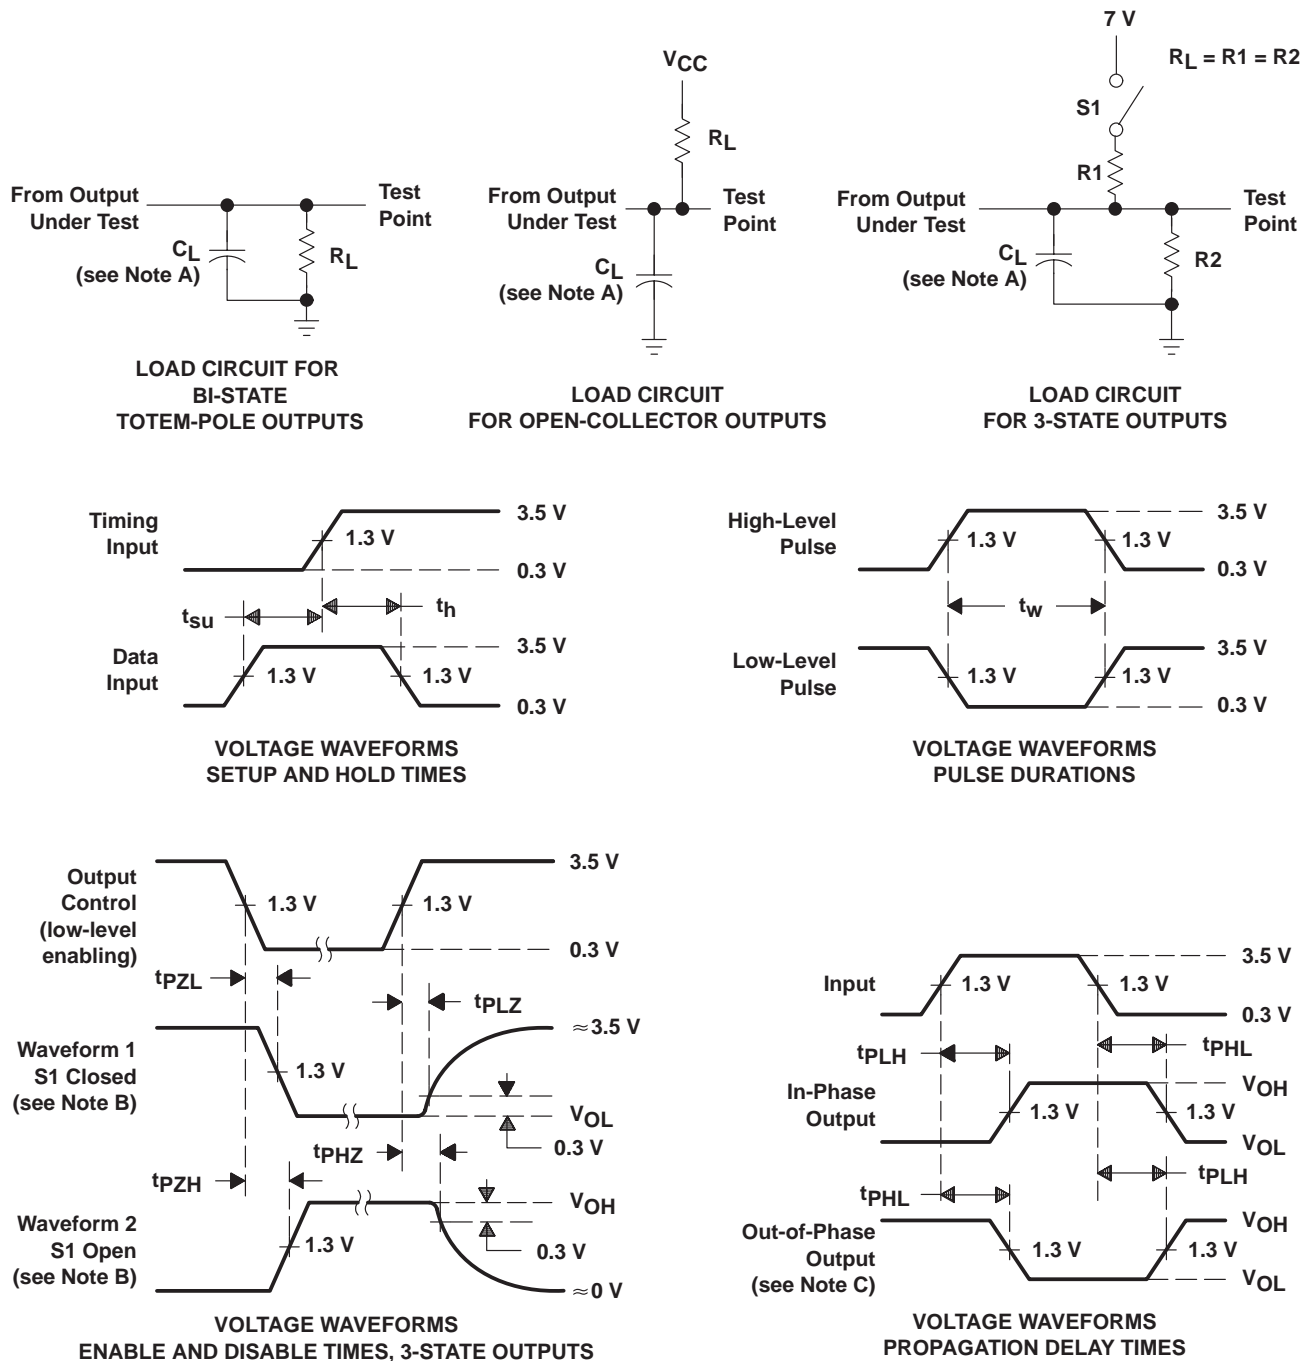 7 V
RL = R1 = R2
S1
R1
From Output
Under Test
Test
Point
CL
(see Note A)
R2
LOAD CIRCUIT
FOR 3-STATE OUTPUTS
VCC
RL
From Output
Under Test
Test
Point
CL
(see Note A)
LOAD CIRCUIT
FOR OPEN-COLLECTOR OUTPUTS
From Output
Under Test
Test
Point
CL
(see Note A)
RL
LOAD CIRCUIT FOR
BI-STATE
TOTEM-POLE OUTPUTS
Timing
Input
1.3 V
3.5 V
0.3 V
tsu
th
Data
Input
1.3 V
1.3 V
3.5 V
0.3 V
VOLTAGE WAVEFORMS
SETUP AND HOLD TIMES
High-Level
Pulse
1.3 V
1.3 V
3.5 V
0.3 V
tw
Low-Level
Pulse
1.3 V
1.3 V
3.5 V
0.3 V
VOLTAGE WAVEFORMS
PULSE DURATIONS
Output
Control
(low-level
enabling)
1.3 V
1.3 V
3.5 V
0.3 V
tPZL
tPLZ
Waveform 1
S1 Closed
(see Note B)
1.3 V
≈3.5 V
VOL
0.3 V
tPHZ
tPZH
Waveform 2
S1 Open
(see Note B)
1.3 V
VOH
0.3 V
≈0 V
VOLTAGE WAVEFORMS
ENABLE AND DISABLE TIMES, 3-STATE OUTPUTS
Input
1.3 V
1.3 V
3.5 V
0.3 V
tPLH
tPHL
In-Phase
Output
1.3 V
1.3 V
VOH
VOL
tPHL
tPLH
Out-of-Phase
Output
(see Note C)
1.3 V
1.3 V
VOH
VOL
VOLTAGE WAVEFORMS
PROPAGATION DELAY TIMES